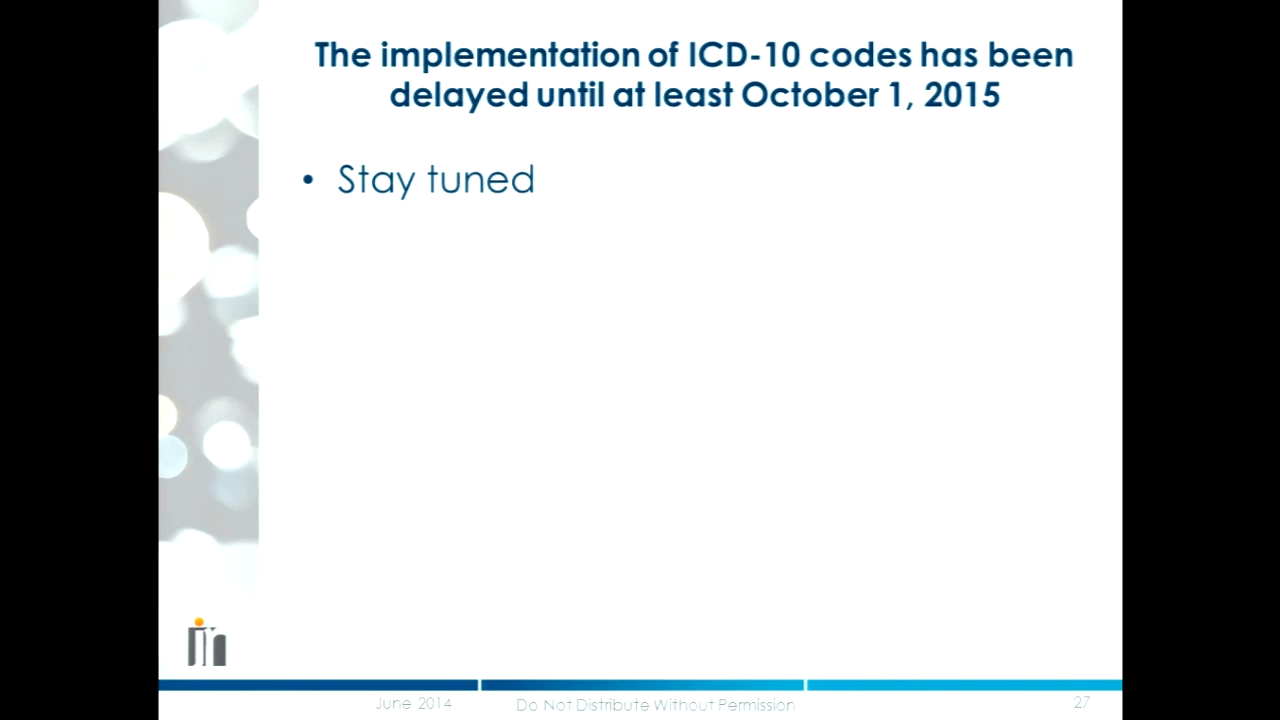 The implementation of ICD-10 codes has been
delayed until at least October 1, 2015
• Stay tuned
June 2014
Do Not Distribute Without Permission
27